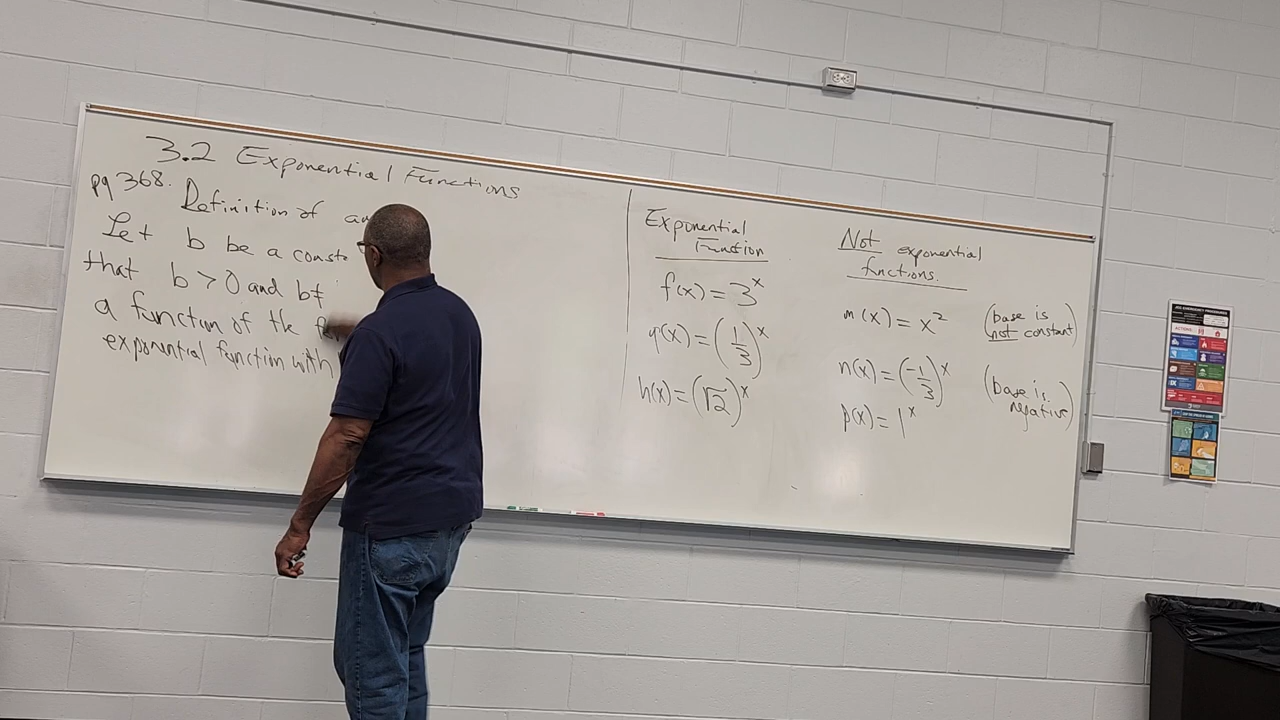 3.2 Exponential Functions
pg 368. Definition of an
Let b be a const
that b > 0 and b ≠
a function of the
exponential function with
Exponential
Function
f(x) = 3^x
g(x) = (1/3)^x
h(x) = (√2)^x
Not exponential
functions.
m(x) = x^2 (base is not constant)
n(x) = (-1/3)^x (base is negative)
p(x) = 1^x